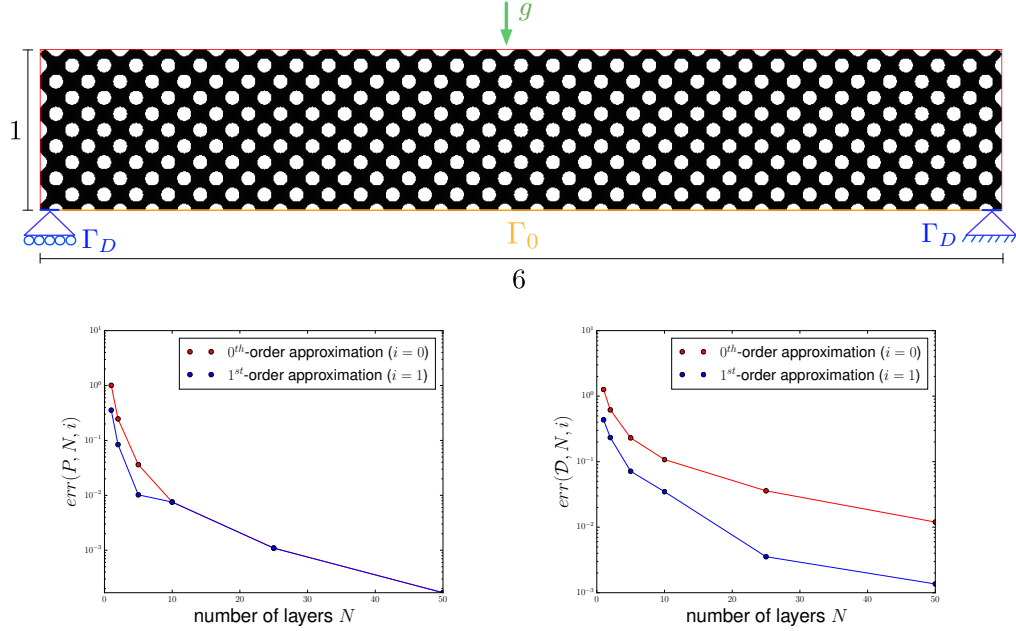 g
1
Γ_D
Γ_0
Γ_D
6
10^1
10^0
10^{-1}
10^{-2}
10^{-3}
0 10 20 30 40 50
err(P, N, i)
number of layers N
0^{th}-order approximation (i = 0)
1^{st}-order approximation (i = 1)
10^1
10^0
10^{-1}
10^{-2}
10^{-3}
0 10 20 30 40 50
err(𝒟, N, i)
number of layers N
0^{th}-order approximation (i = 0)
1^{st}-order approximation (i = 1)